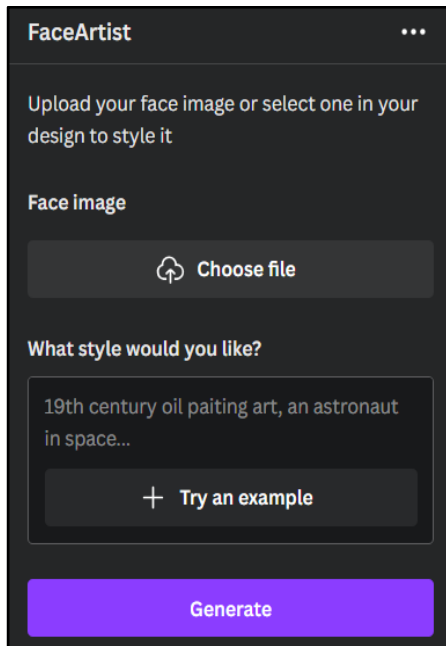 FaceArtist
Upload your face image or select one in your
design to style it
Face image
Choose file
What style would you like?
19th century oil paiting art, an astronaut
in space...
Try an example
Generate